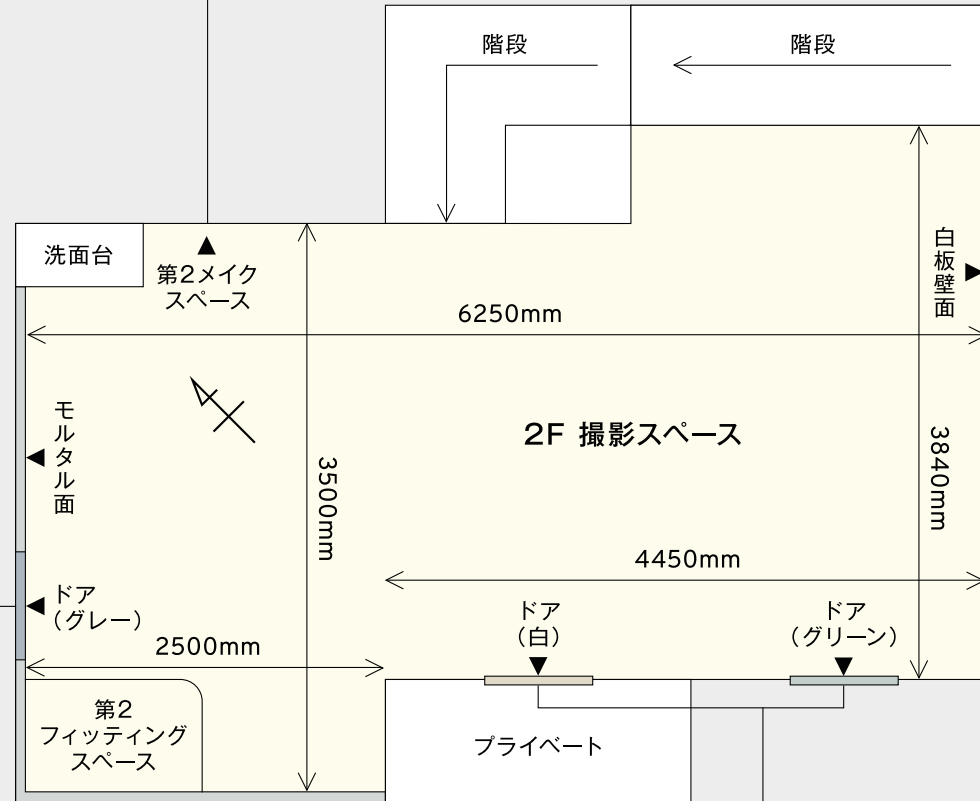 階段
階段
洗面台
第2メイク
スペース
白板壁面
6250mm
モルタル面
2F 撮影スペース
3500mm
3840mm
4450mm
ドア
（グレー）
ドア
（白）
ドア
（グリーン）
2500mm
第2
フィッティング
スペース
プライベート